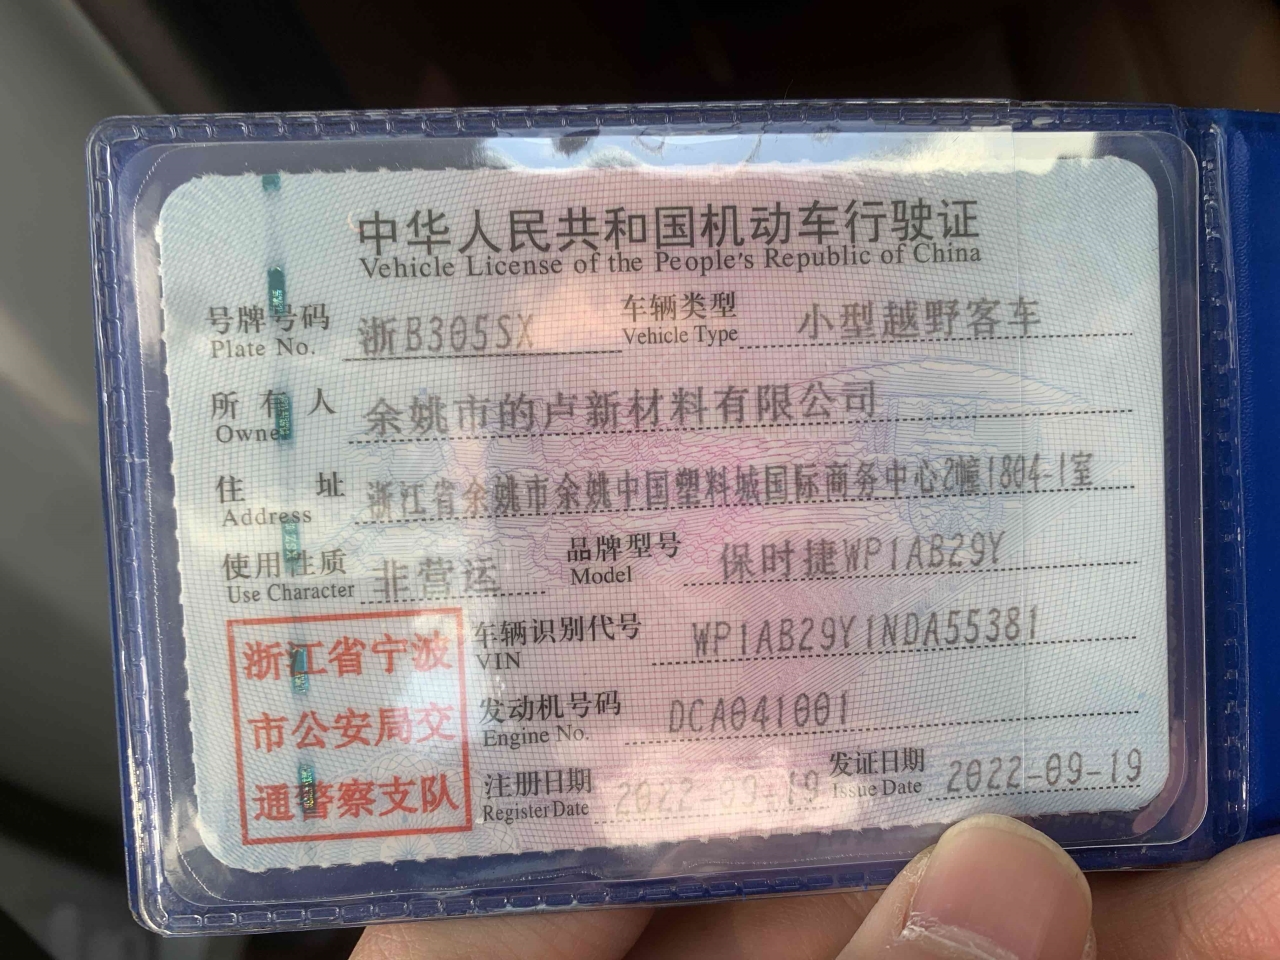 中华人民共和国机动车行驶证
Vehicle License of the People's Republic of China
号牌号码 浙B305SX 车辆类型 小型越野客车
Plate No. Vehicle Type
所有人 余姚市的卢新材料有限公司
Owner
住址 浙江省余姚市余姚中国塑料城国际商务中心2幢1804-1室
Address
使用性质 非营运 品牌型号 保时捷WP1AB29Y
Use Character Model
车辆识别代号 WP1AB29Y1NDA55381
VIN
发动机号码 DCA041001
Engine No.
注册日期 2022-09-19 发证日期 2022-09-19
Register Date Issue Date
浙江省宁波
市公安局交
通警察支队